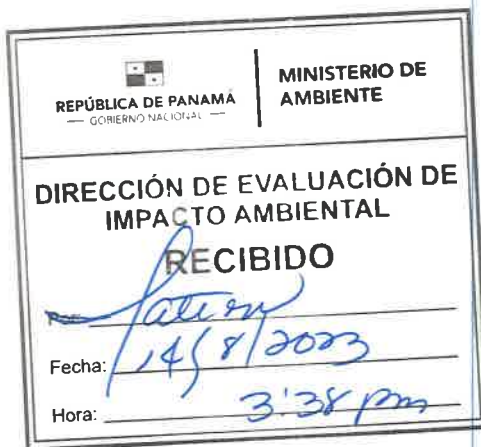 REPÚBLICA DE PANAMÁ
— GOBIERNO NACIONAL —
MINISTERIO DE
AMBIENTE
DIRECCIÓN DE EVALUACIÓN DE
IMPACTO AMBIENTAL
RECIBIDO
Por:
Fecha: 14/8/2023
Hora: 3:38 pm